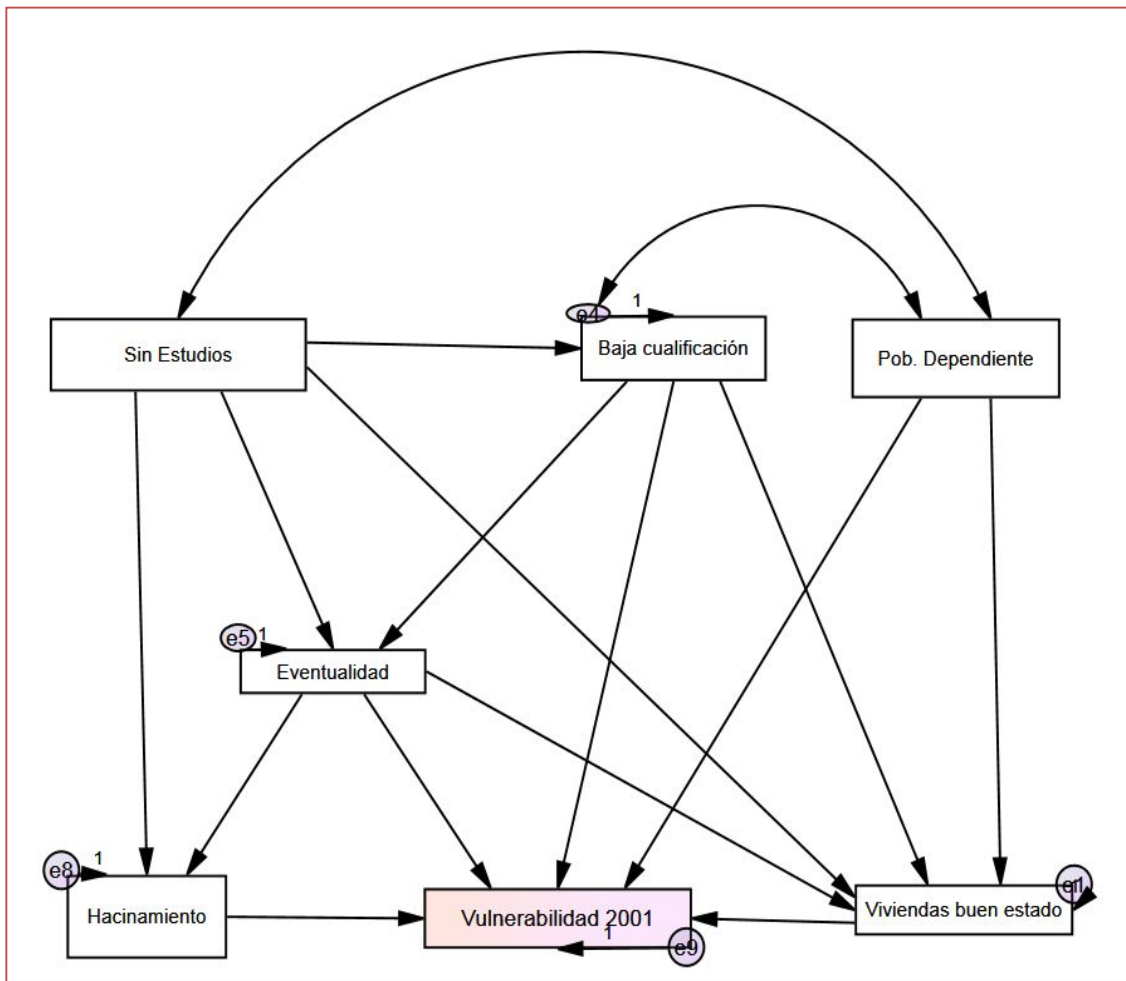 e4
1
Sin Estudios
Baja cualificación
Pob. Dependiente
e5
1
Eventualidad
e8
1
Hacinamiento
Vulnerabilidad 2001
1
e9
Viviendas buen estado